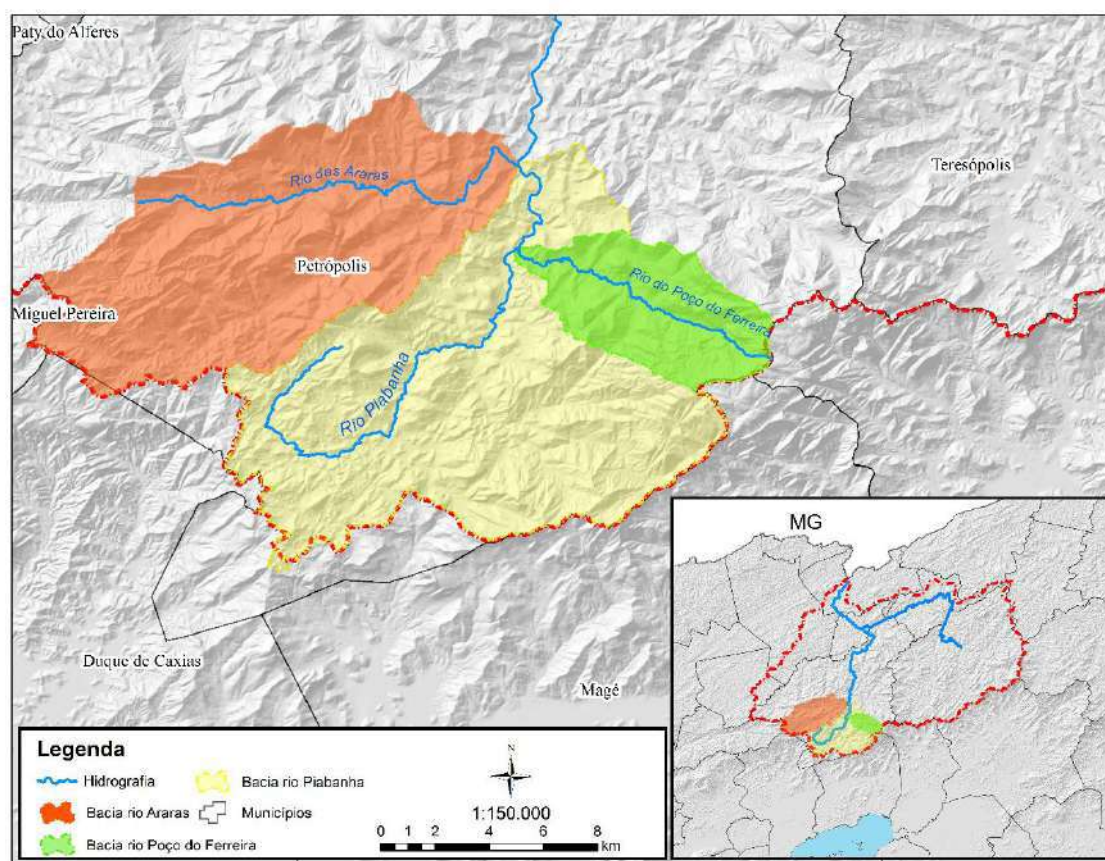 Paty do Alferes
Teresópolis
Rio das Araras
Petrópolis
Rio do Poço do Ferreira
Miguel Pereira
Rio Piabanha
MG
Duque de Caxias
Magé
Legenda
Hidrografia
Bacia rio Piabanha
Bacia rio Araras
Municípios
Bacia rio Poço do Ferreira
N
1:150.000
0 1 2 4 6 8
km